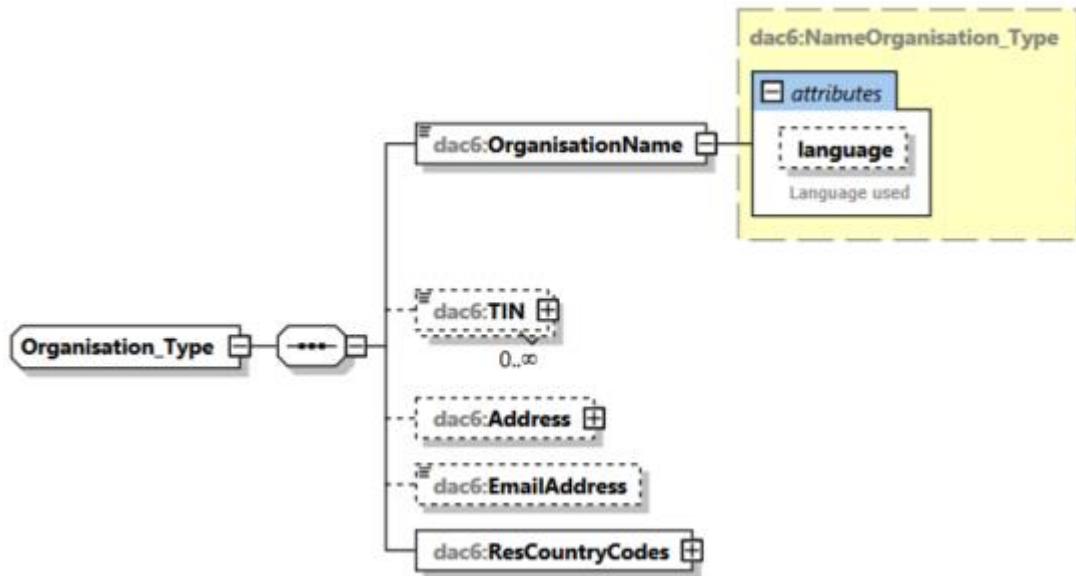 dac6:NameOrganisation_Type
attributes
dac6:OrganisationName
language
Language used
dac6:TIN
Organisation_Type
0..∞
dac6:Address
dac6:EmailAddress
dac6:ResCountryCodes